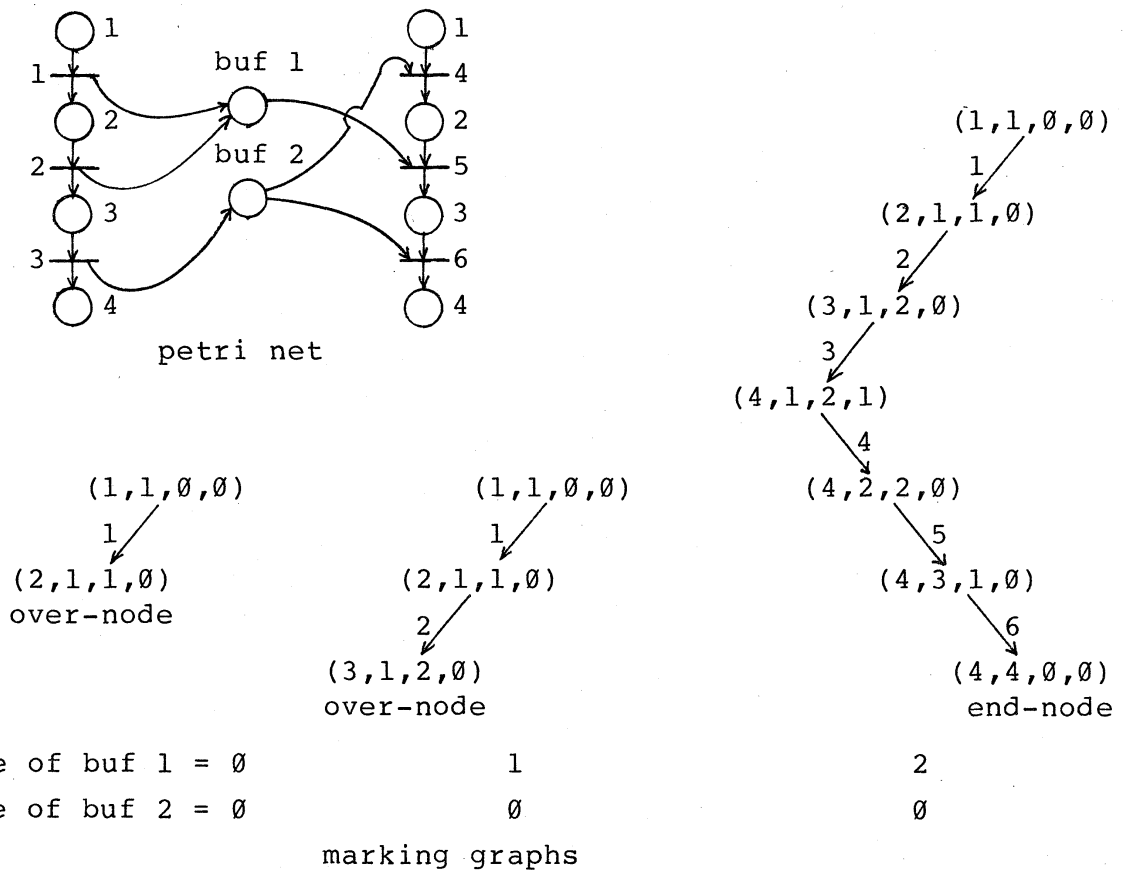 1 1
buf 1
1 4
2 2
buf 2
2 5
3 3
3 6
4 4
petri net
(1,1,Ø,Ø)
1
(2,1,1,Ø)
2
(3,1,2,Ø)
3
(4,1,2,1)
4
(4,2,2,Ø)
5
(4,3,1,Ø)
6
(4,4,Ø,Ø)
end-node
(1,1,Ø,Ø)
1
(2,1,1,Ø)
over-node
(1,1,Ø,Ø)
1
(2,1,1,Ø)
2
(3,1,2,Ø)
over-node
e of buf 1 = Ø 1 2
e of buf 2 = Ø Ø Ø
marking graphs